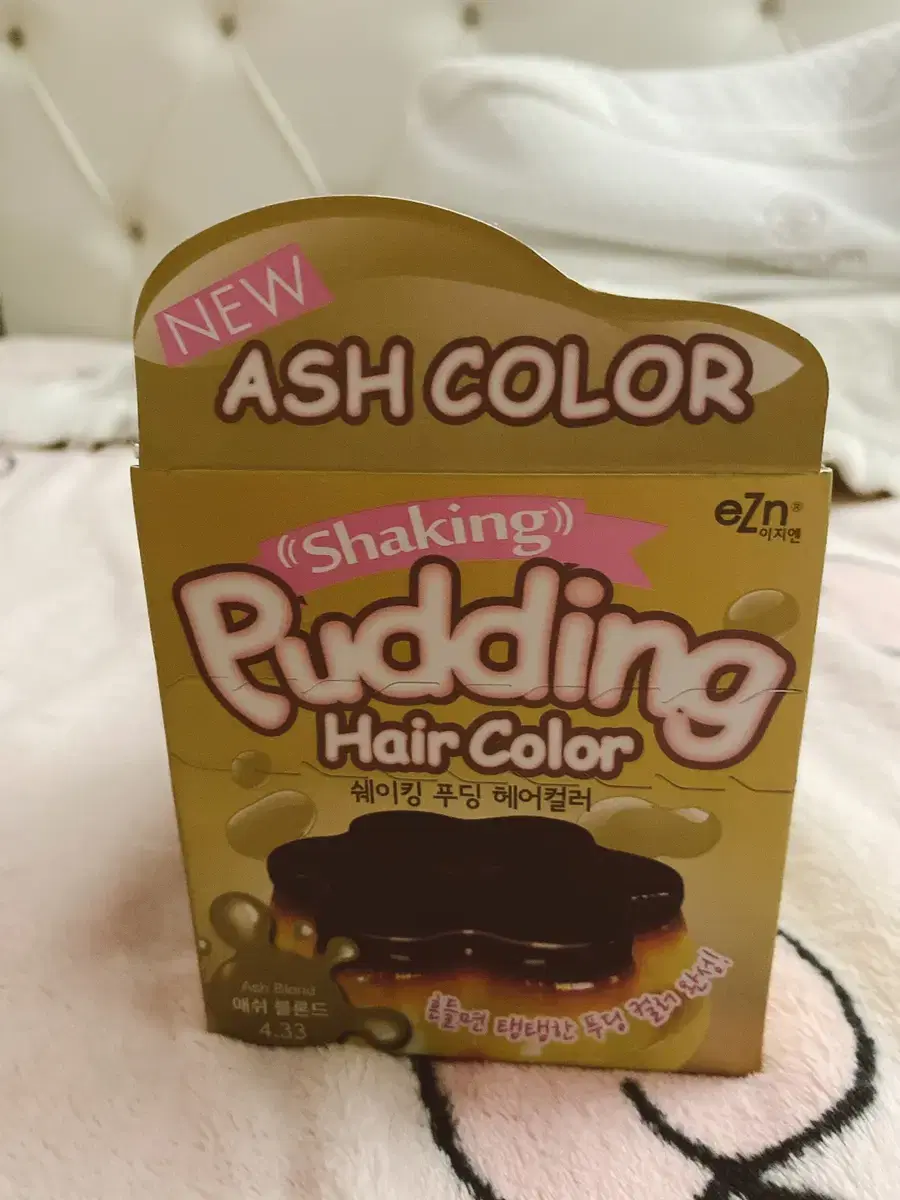 NEW
ASH COLOR
eZn®
이지엔
Shaking
Pudding
Hair Color
쉐이킹 푸딩 헤어컬러
Ash Blond
애쉬 블론드
4.33
흔들면 탱탱한 푸딩 컬러 완성!